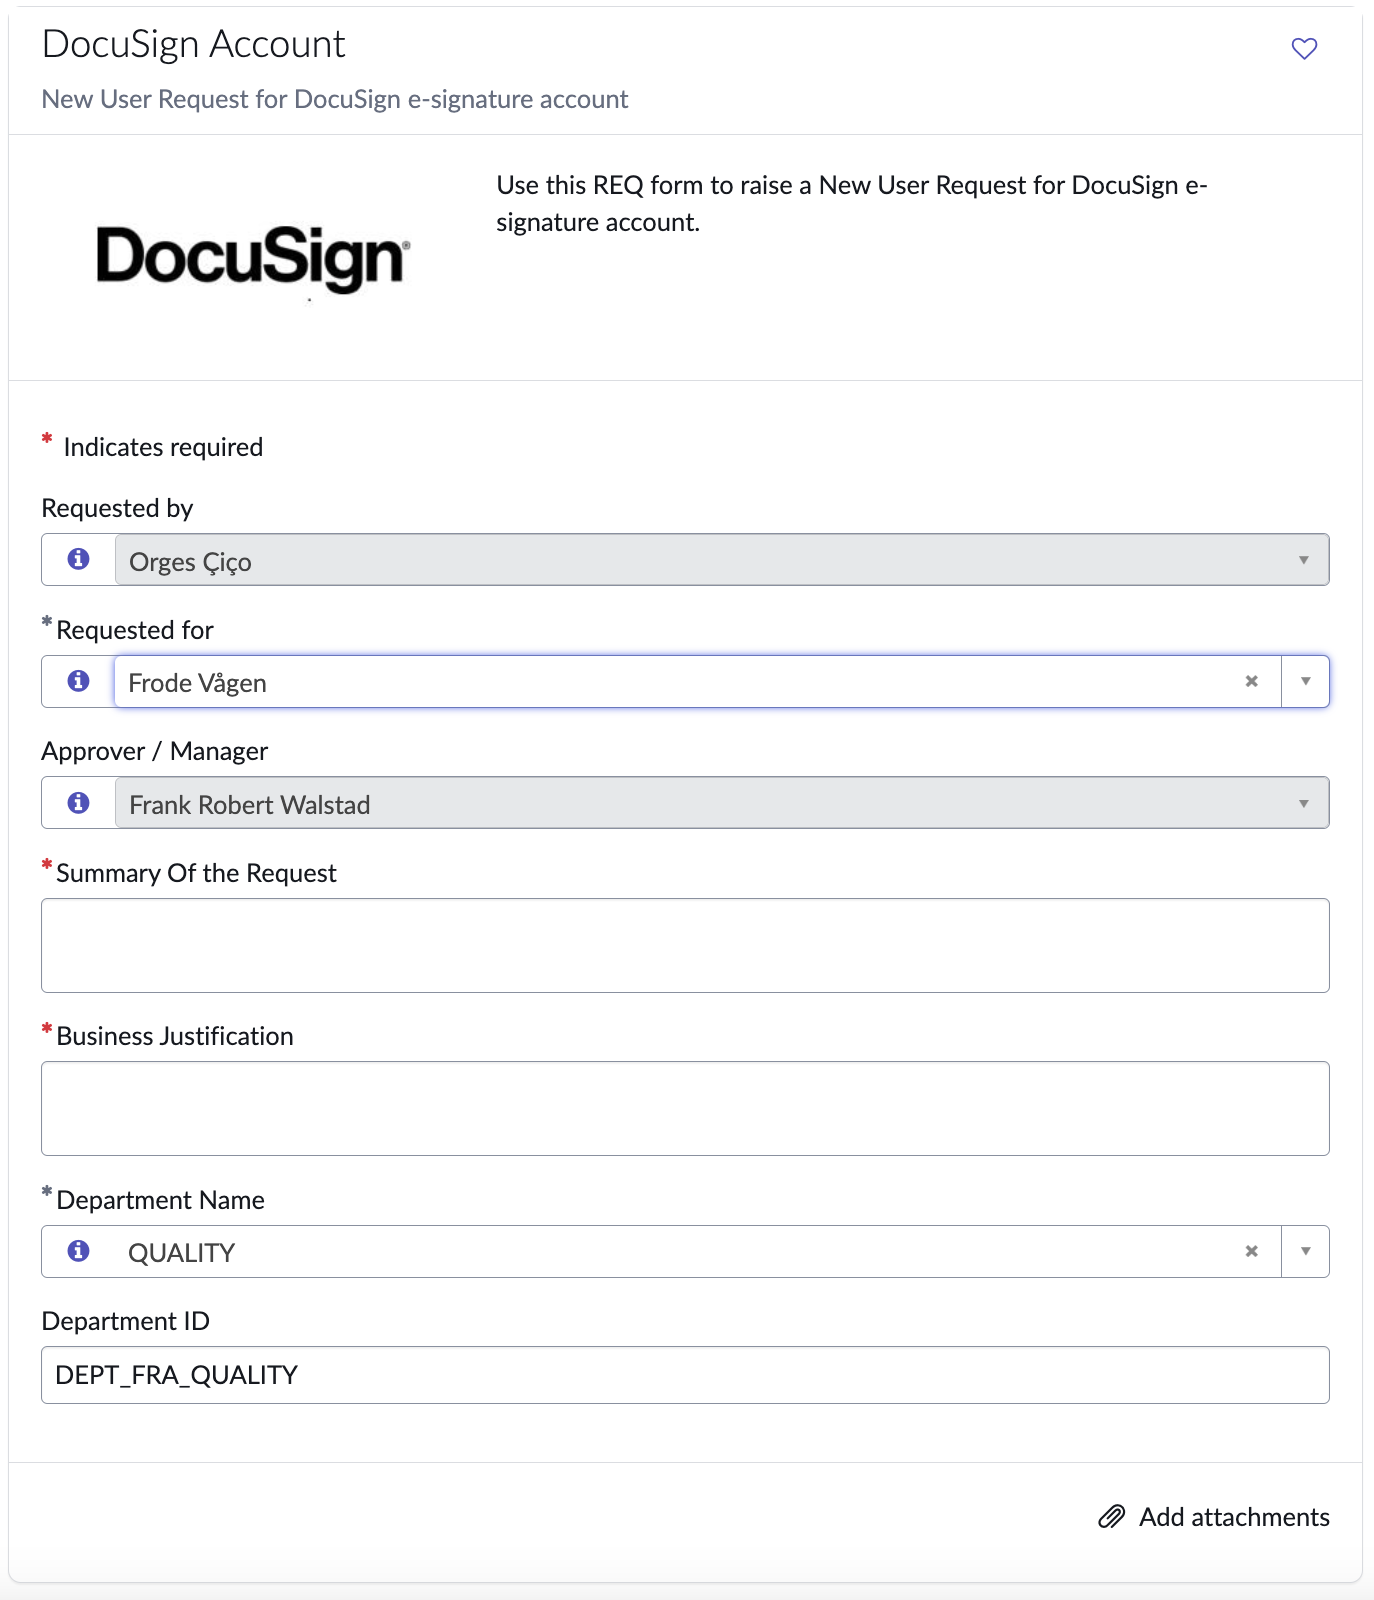 DocuSign Account
New User Request for DocuSign e-signature account
Use this REQ form to raise a New User Request for DocuSign e-
signature account.
DocuSign®
* Indicates required
Requested by
Orges Çiço
* Requested for
Frode Vågen
Approver / Manager
Frank Robert Walstad
* Summary Of the Request
* Business Justification
* Department Name
QUALITY
Department ID
DEPT_FRA_QUALITY
Add attachments